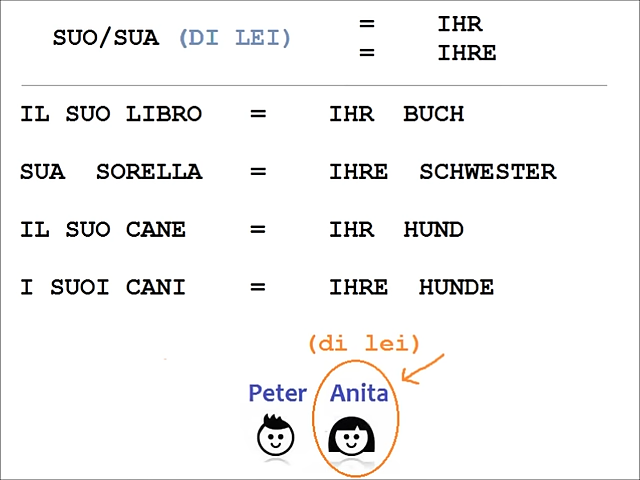 SUO/SUA (DI LEI) = IHR
= IHRE
IL SUO LIBRO = IHR BUCH
SUA SORELLA = IHRE SCHWESTER
IL SUO CANE = IHR HUND
I SUOI CANI = IHRE HUNDE
(di lei)
Peter Anita